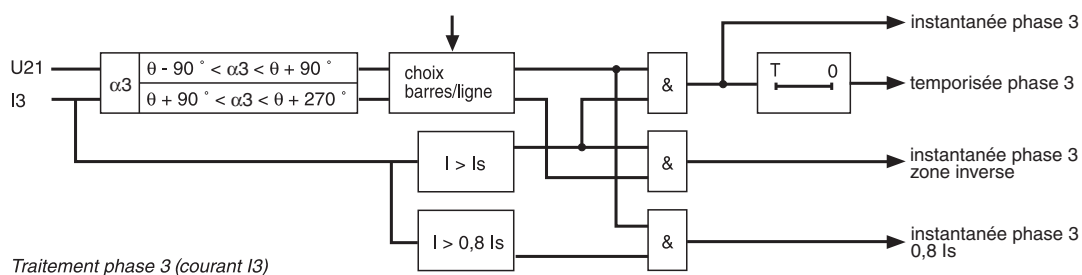 instantanée phase 3
U21
θ - 90 ° < α3 < θ + 90 °
α3
θ + 90 ° < α3 < θ + 270 °
I3
choix
barres/ligne
&
T 0
temporisée phase 3
I > Is
&
instantanée phase 3
zone inverse
I > 0,8 Is
&
instantanée phase 3
0,8 Is
Traitement phase 3 (courant I3)